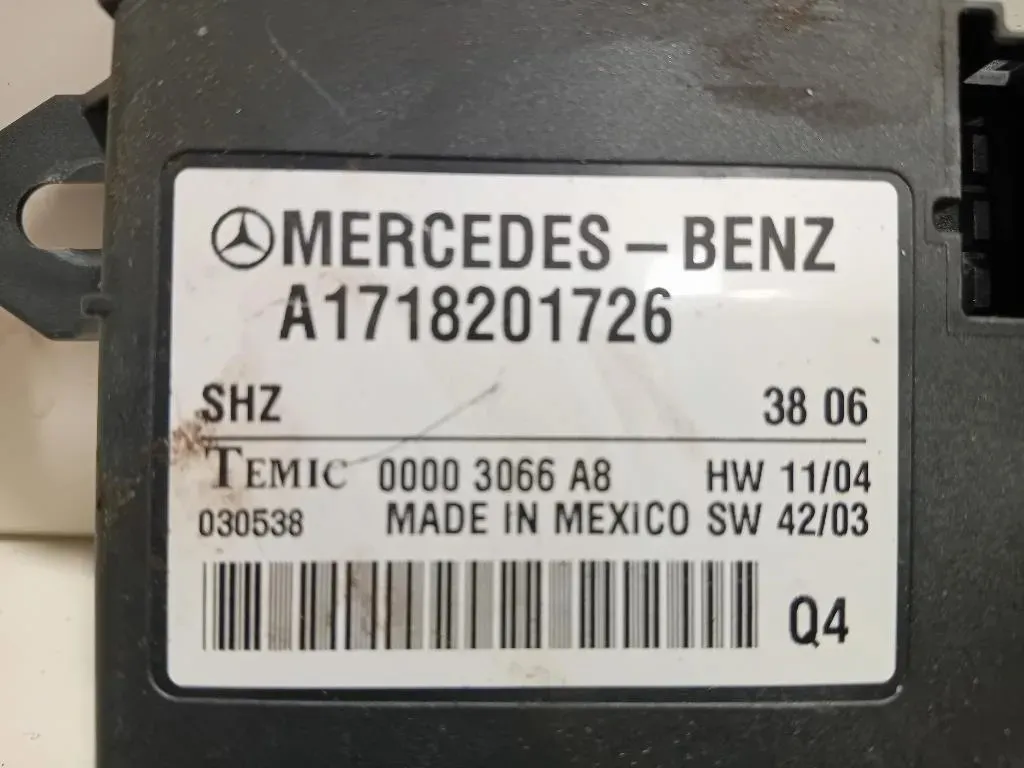 MERCEDES-BENZ
A1718201726
SHZ 38 06
TEMIC 0000 3066 A8 HW 11/04
030538 MADE IN MEXICO SW 42/03
Q4